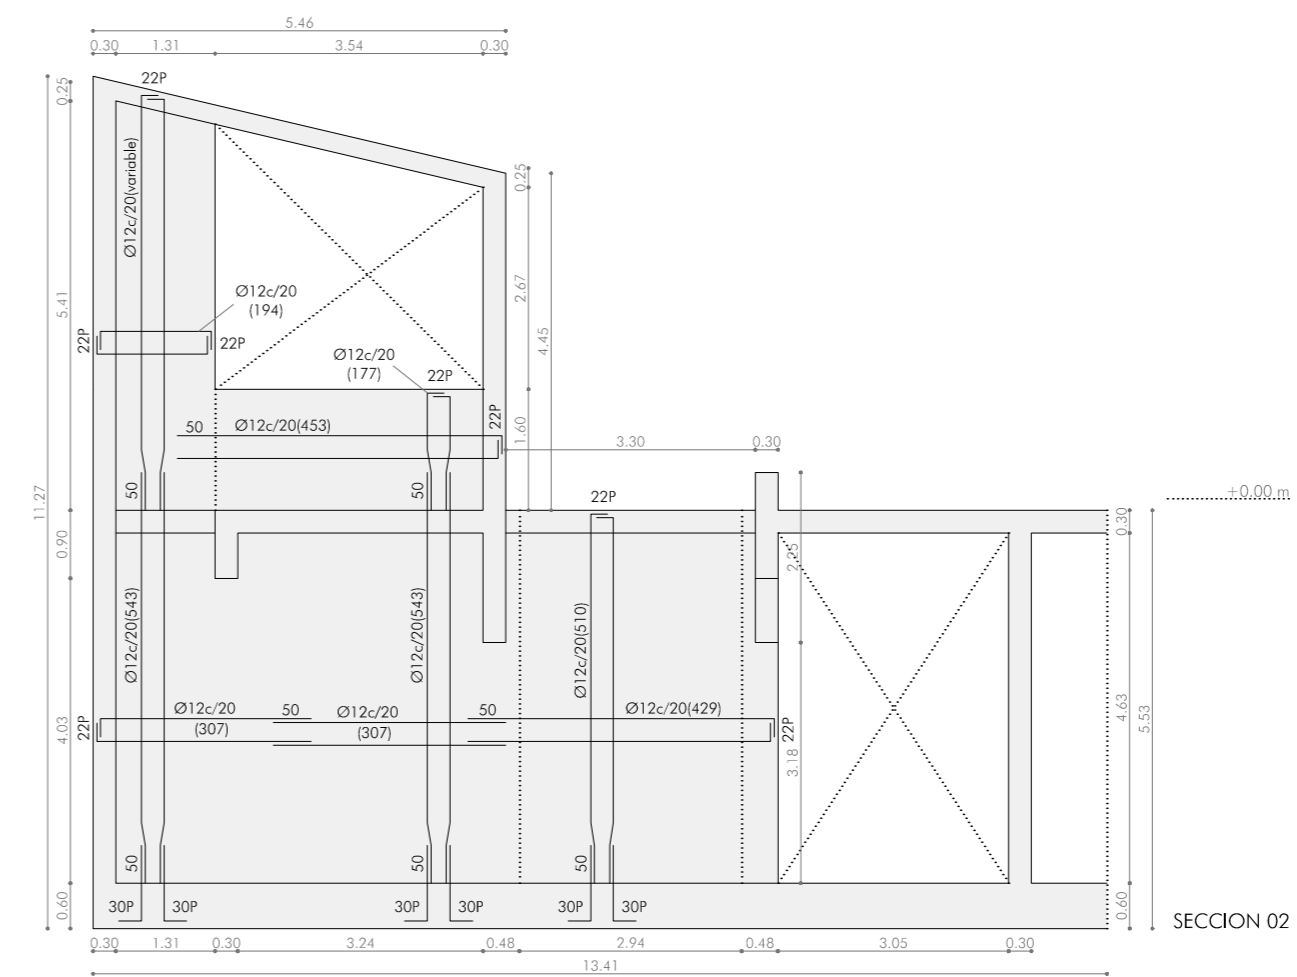 5.46
0.30 1.31 3.54 0.30
22P
0.25
Ø12c/20(variable)
0.25
Ø12c/20
(194)
2.67
5.41
4.45
22P
22P
Ø12c/20
(177)
22P
22P
50
Ø12c/20(453)
1.60
3.30
0.30
50
50
22P
+0.00 m
11.27
0.30
0.90
2.25
Ø12c/20(543)
Ø12c/20(543)
Ø12c/20(510)
22P
4.03
Ø12c/20
(307)
50
Ø12c/20
(307)
50
Ø12c/20(429)
22P
3.18
4.63
5.53
50
50
50
0.60
30P 30P
30P 30P
30P 30P
0.60
SECCION 02
0.30 1.31 0.30 3.24 0.48 2.94 0.48 3.05 0.30
13.41